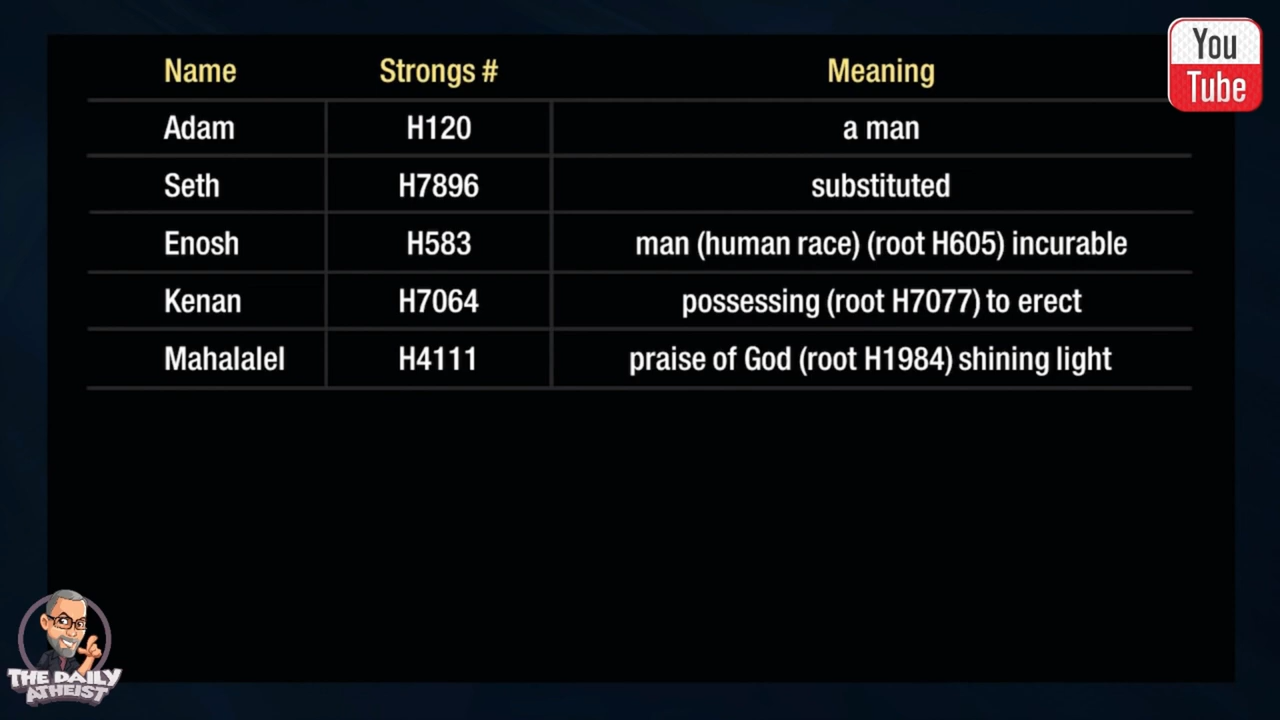 You
Tube
Name Strongs # Meaning
Adam H120 a man
Seth H7896 substituted
Enosh H583 man (human race) (root H605) incurable
Kenan H7064 possessing (root H7077) to erect
Mahalalel H4111 praise of God (root H1984) shining light
THE DAILY
ATHEIST